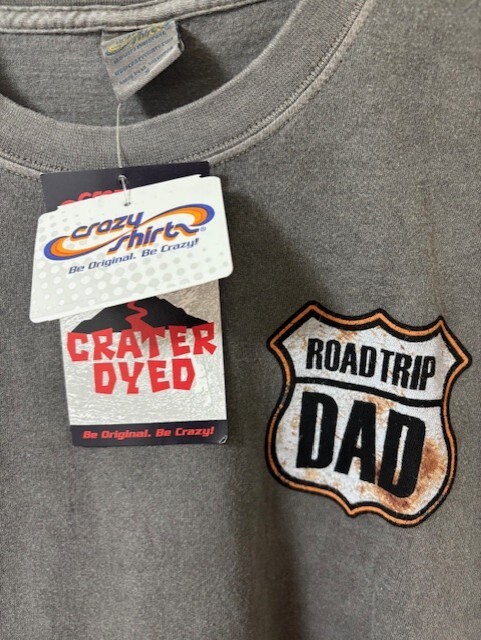 crazy
shirts®
Be Original. Be Crazy!
CRATER
DYED
Be Original. Be Crazy!
ROAD TRIP
DAD